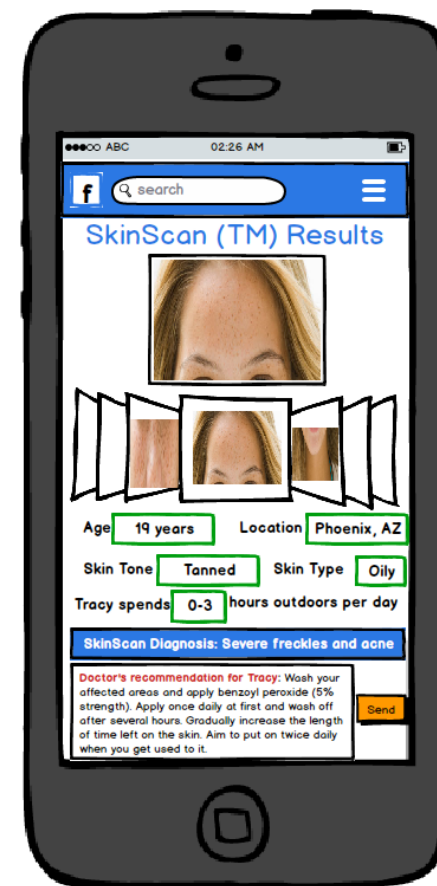 ABC 02:26 AM
f search
SkinScan (TM) Results
Age 19 years Location Phoenix, AZ
Skin Tone Tanned Skin Type Oily
Tracy spends 0-3 hours outdoors per day
SkinScan Diagnosis: Severe freckles and acne
Doctor's recommendation for Tracy: Wash your
affected areas and apply benzoyl peroxide (5%
strength). Apply once daily at first and wash off
after several hours. Gradually increase the length
of time left on the skin. Aim to put on twice daily
when you get used to it.
Send